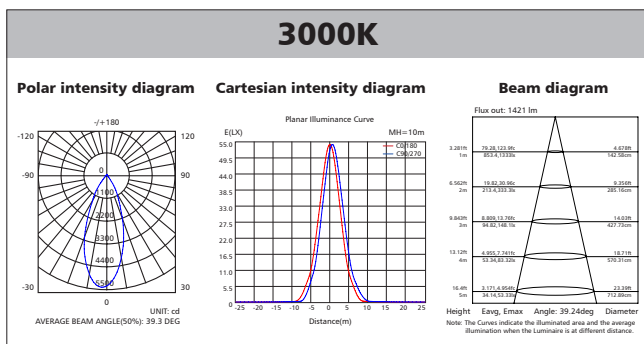 3000K
Polar intensity diagram
-/+180
-120
120
-90
90
0
1100
2200
3300
4400
5500
-30
30
0
UNIT: cd
AVERAGE BEAM ANGLE(50%): 39.3 DEG
Cartesian intensity diagram
Planar Illuminance Curve
E(LX)
MH=10m
C0/180
C90/270
55.0
49.5
44.0
38.5
33.0
27.5
22.0
16.5
11.0
5.5
0
-25 -20 -15 -10 -5 0 5 10 15 20 25
Distance(m)
Beam diagram
Flux out: 1421 lm
3.281ft 79.28,123.9fc 4.678ft
1m 853.4,1333lx 142.58cm
6.562ft 19.82,30.96c 9.356ft
2m 213.4,333.3lx 285.16cm
9.843ft 8.809,13.76fc 14.03ft
3m 94.82,148.1lx 427.73cm
13.12ft 4.955,7.741fc 18.71ft
4m 53.34,83.32lx 570.31cm
16.4ft 3.171,4.954fc 23.39ft
5m 34.14,53.33lx 712.89cm
Height Eavg, Emax Angle: 39.24deg Diameter
Note: The Curves indicate the illuminated area and the average
illumination when the Luminaire is at different distance.